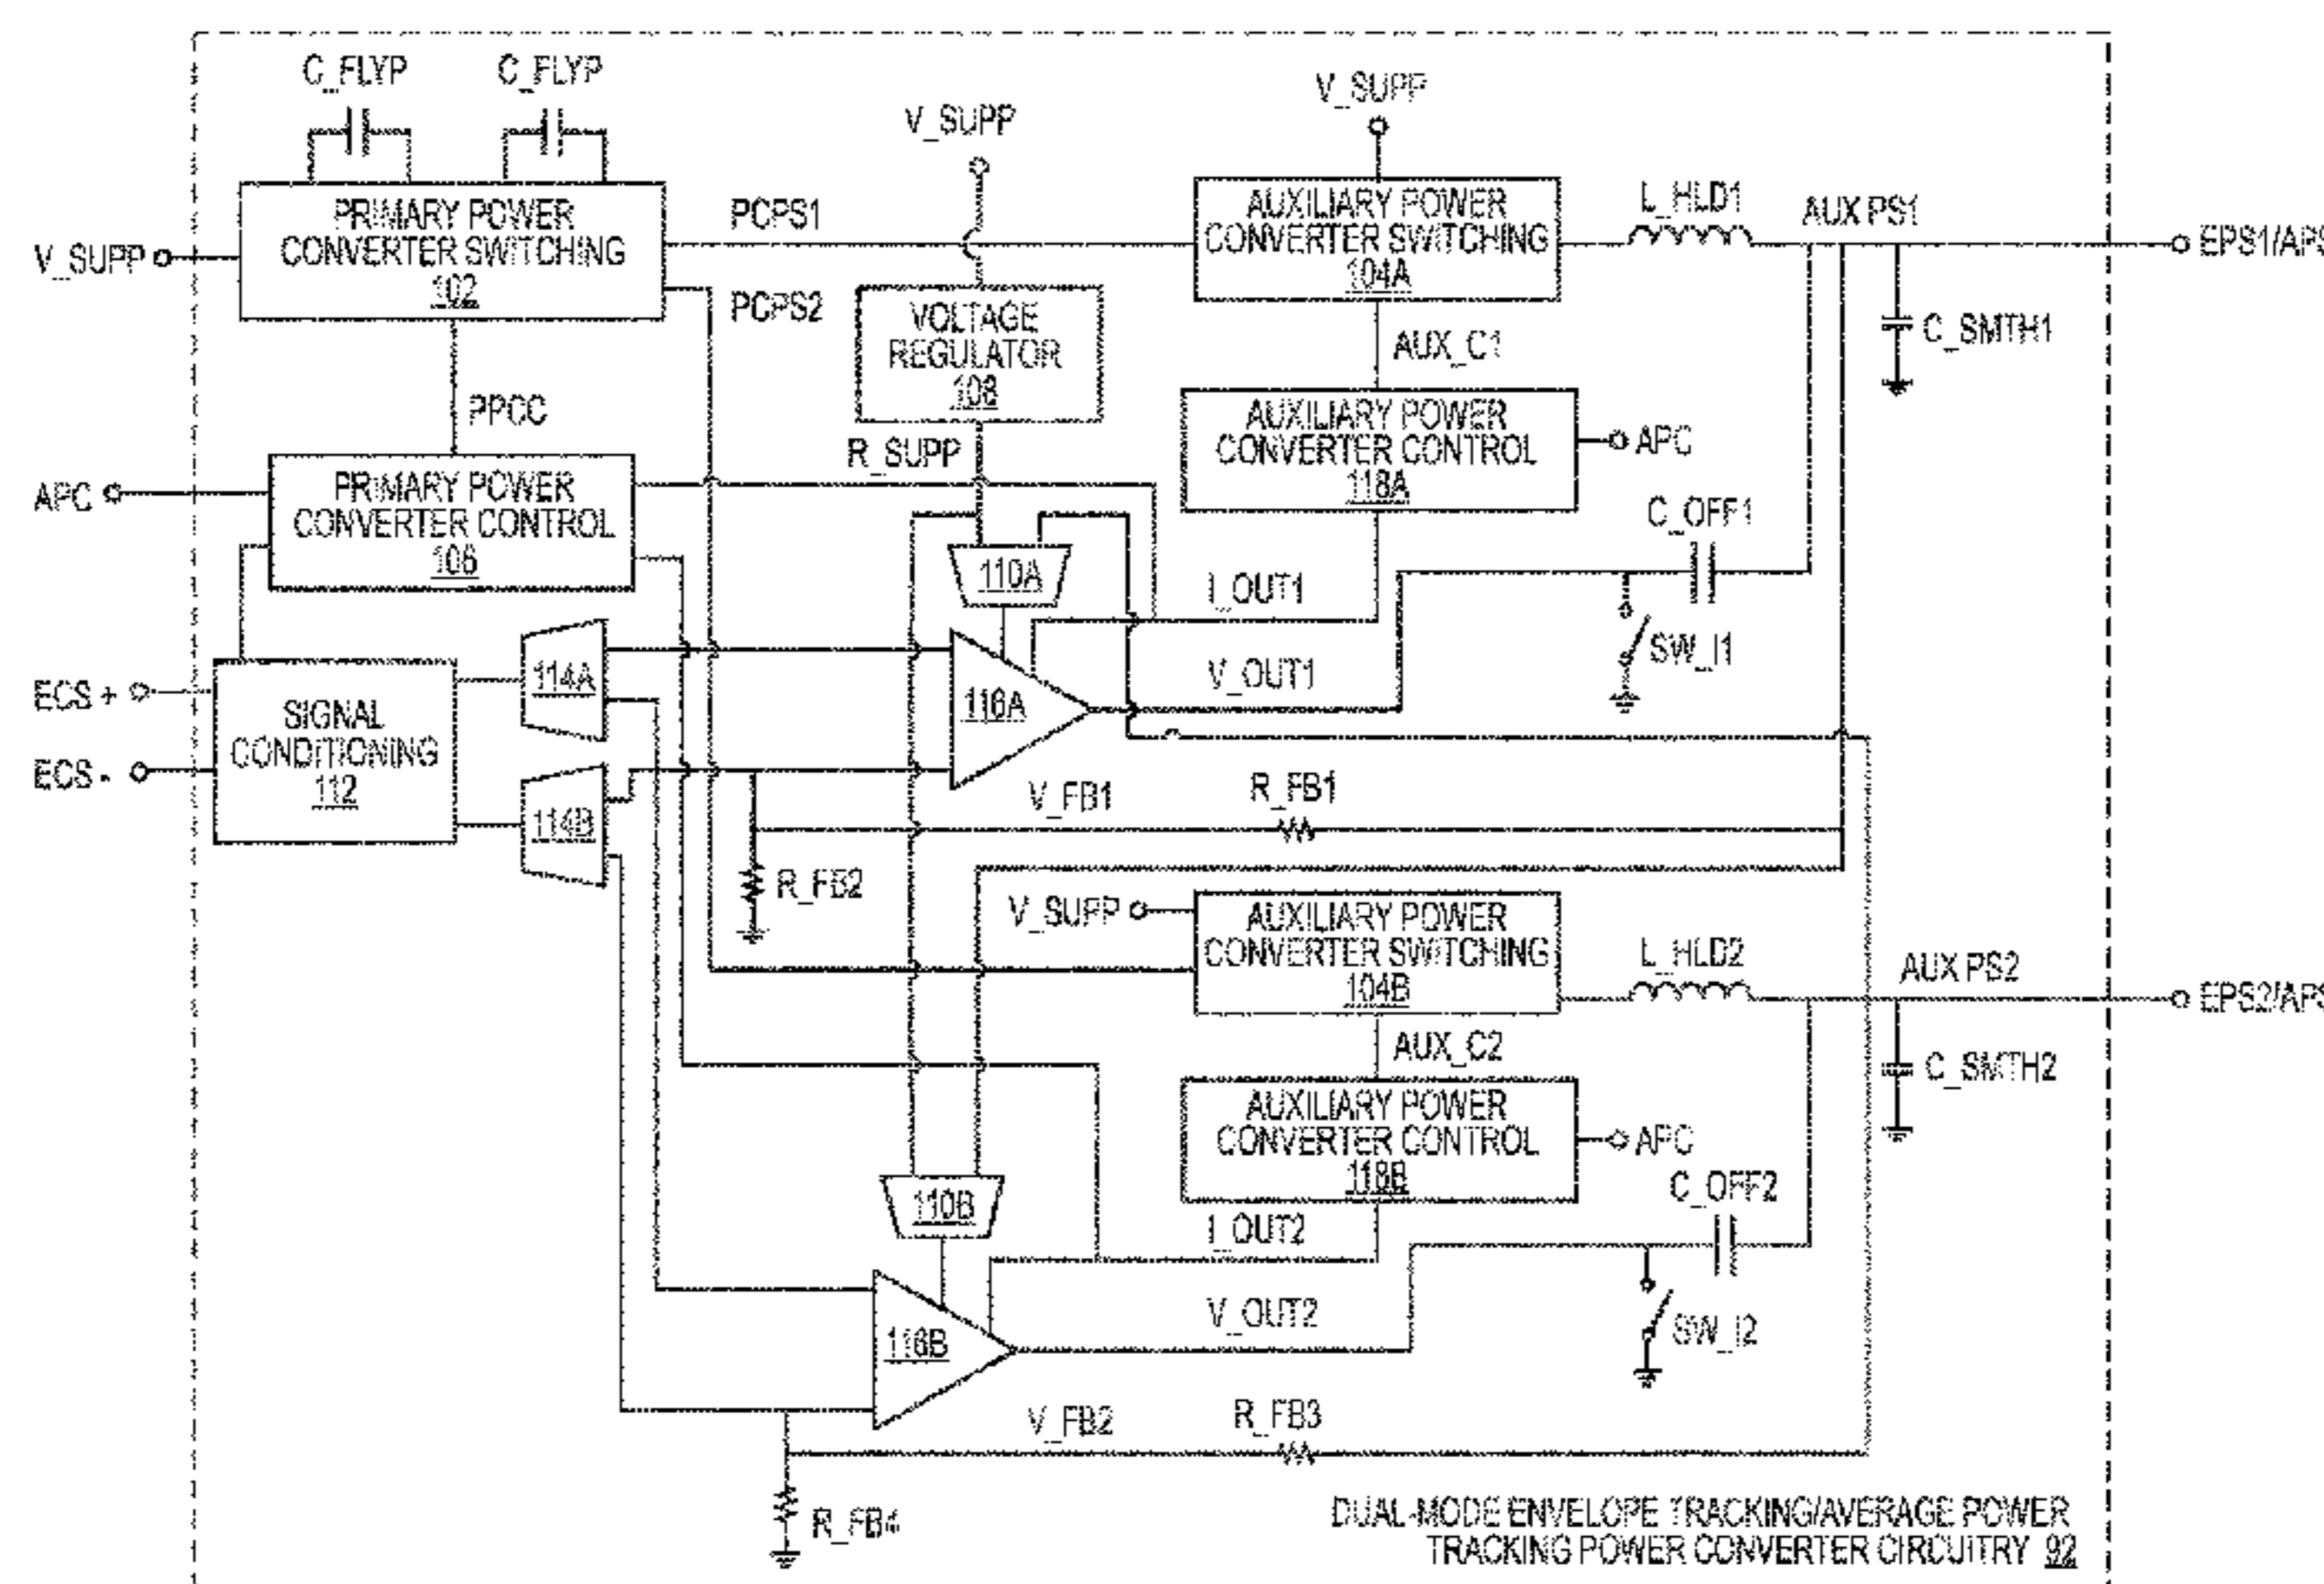 C_FLYP
C_FLYP
V_SUPP
V_SUPP
PRIMARY POWER
CONVERTER SWITCHING
102
V_SUPP
PCPS1
PCPS2
AUXILIARY POWER
CONVERTER SWITCHING
104A
L_HLD1
AUX PS1
EPS1/APS
VOLTAGE
REGULATOR
108
AUX_C1
C_SMTH1
PPCC
R_SUPP
AUXILIARY POWER
CONVERTER CONTROL
118A
APC
APC
PRIMARY POWER
CONVERTER CONTROL
106
110A
C_OFF1
I_OUT1
SW_I1
V_OUT1
ECS +
ECS -
SIGNAL
CONDITIONING
112
114A
114B
116A
V_FB1
R_FB1
R_FB2
V_SUPP
AUXILIARY POWER
CONVERTER SWITCHING
104B
L_HLD2
AUX PS2
EPS2/APS
AUX_C2
C_SMTH2
AUXILIARY POWER
CONVERTER CONTROL
118B
APC
110B
C_OFF2
I_OUT2
V_OUT2
SW_I2
116B
V_FB2
R_FB3
R_FB4
DUAL-MODE ENVELOPE TRACKING/AVERAGE POWER
TRACKING POWER CONVERTER CIRCUITRY 92